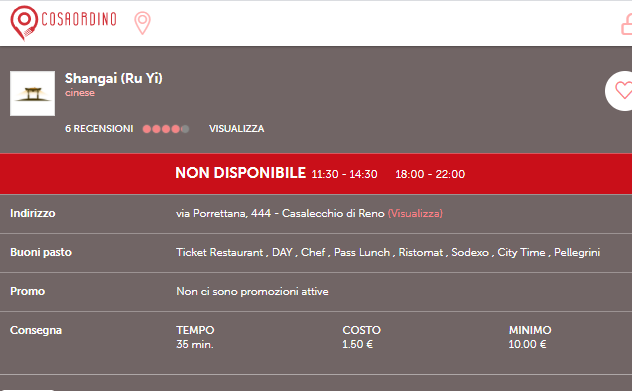 COSAORDINO
Shangai (Ru Yi)
cinese
6 RECENSIONI VISUALIZZA
NON DISPONIBILE 11:30 - 14:30 18:00 - 22:00
Indirizzo via Porrettana, 444 - Casalecchio di Reno (Visualizza)
Buoni pasto Ticket Restaurant , DAY , Chef , Pass Lunch , Ristomat , Sodexo , City Time , Pellegrini
Promo Non ci sono promozioni attive
Consegna TEMPO COSTO MINIMO
35 min. 1.50 € 10.00 €